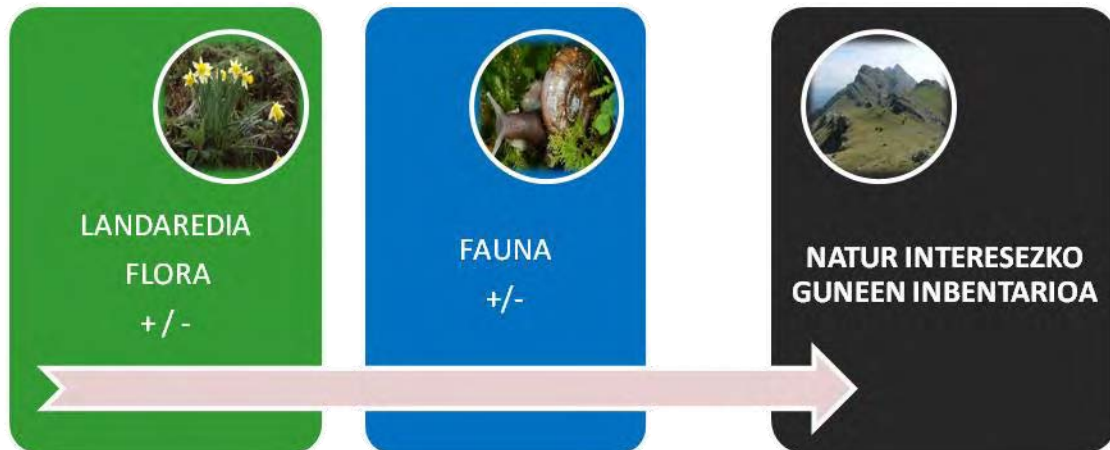 LANDAREDIA
FLORA
+ / -
FAUNA
+/-
NATUR INTERESEZKO
GUNEEN INBENTARIOA